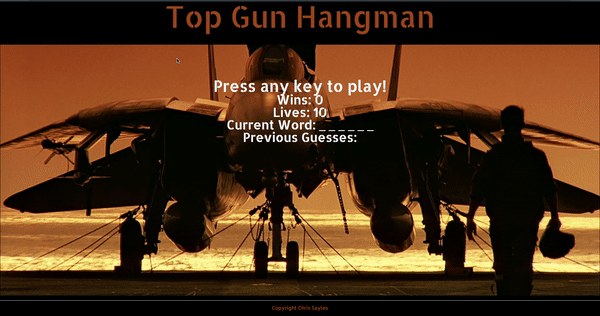 Top Gun Hangman
Press any key to play!
Wins: 0
Lives: 10
Current Word: _ _ _ _ _ _
Previous Guesses:
Copyright Chris Sayles